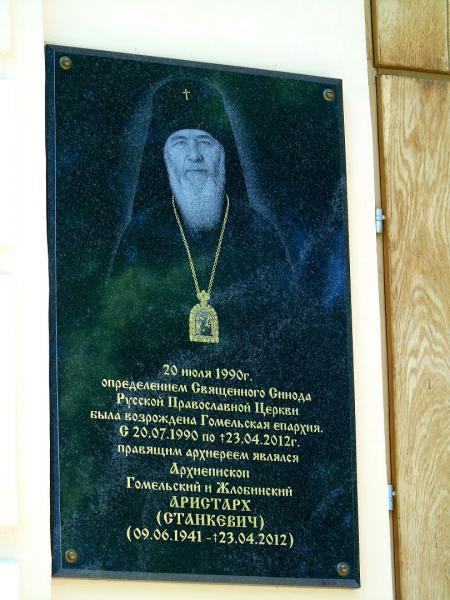 20 июля 1990г.
определением Священного Синода
Русской Православной Церкви
была возрождена Гомельская епархия.
С 20.07.1990 по †23.04.2012г.
правящим архиереем являлся
Архиепископ
Гомельский и Жлобинский
АРИСТАРХ
(СТАНКЕВИЧ)
(09.06.1941 -†23.04.2012)